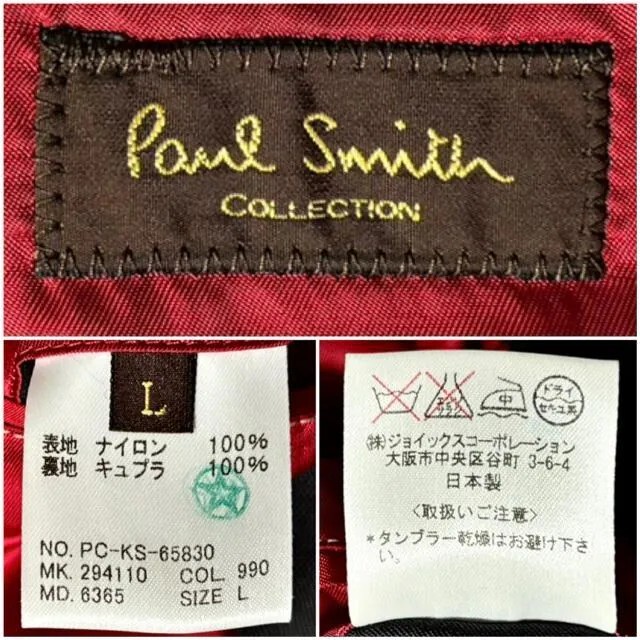 Paul Smith
COLLECTION
L
表地 ナイロン 100%
裏地 キュプラ 100%
NO. PC-KS-65830
MK. 294110 COL. 990
MD. 6365 SIZE L
中
ドライ
セキユ系
㈱ジョイックスコーポレーション
大阪市中央区谷町 3-6-4
日本製
〈取扱いご注意〉
*タンブラー乾燥はお避け下さ
い。